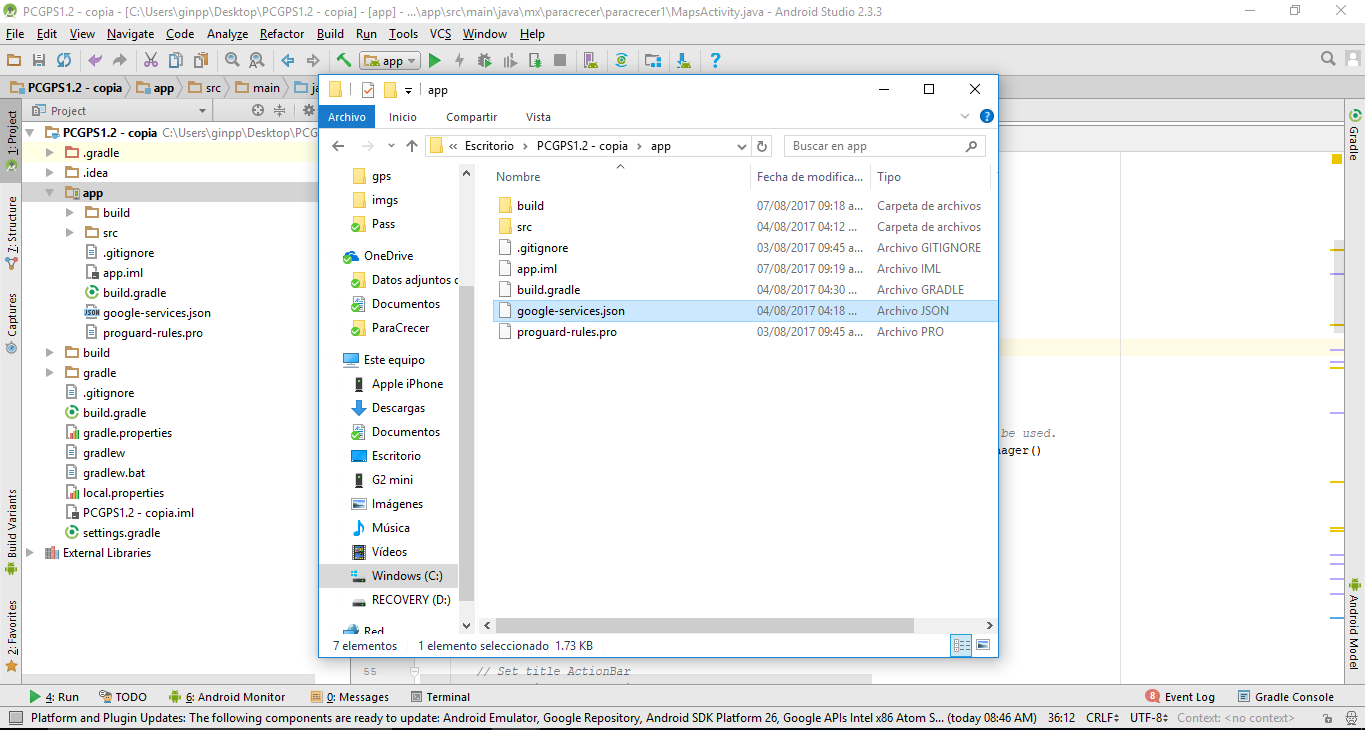 PCGPS1.2 - copia - [C:\Users\ginpp\Desktop\PCGPS1.2 - copia] - [app] - ...\app\src\main\java\mx\paracrecer\paracrecer1\MapsActivity.java - Android Studio 2.3.3
File Edit View Navigate Code Analyze Refactor Build Run Tools VCS Window Help
app
PCGPS1.2 - copia app src main
Project
PCGPS1.2 - copia C:\Users\ginpp\Desktop\PCG
.gradle
.idea
app
build
src
.gitignore
app.iml
build.gradle
google-services.json
proguard-rules.pro
build
gradle
.gitignore
build.gradle
gradle.properties
gradlew
gradlew.bat
local.properties
PCGPS1.2 - copia.iml
settings.gradle
External Libraries
1: Project
7: Structure
Captures
Build Variants
2: Favorites
app
Archivo Inicio Compartir Vista
« Escritorio > PCGPS1.2 - copia > app
Buscar en app
gps
imgs
Pass
OneDrive
Datos adjuntos c
Documentos
ParaCrecer
Este equipo
Apple iPhone
Descargas
Documentos
Escritorio
G2 mini
Imágenes
Música
Vídeos
Windows (C:)
RECOVERY (D:)
Red
Nombre Fecha de modifica... Tipo
build 07/08/2017 09:18 a... Carpeta de archivos
src 04/08/2017 04:12 ... Carpeta de archivos
.gitignore 03/08/2017 09:45 a... Archivo GITIGNORE
app.iml 07/08/2017 09:19 a... Archivo IML
build.gradle 04/08/2017 04:30 ... Archivo GRADLE
google-services.json 04/08/2017 04:18 ... Archivo JSON
proguard-rules.pro 03/08/2017 09:45 a... Archivo PRO
7 elementos 1 elemento seleccionado 1.73 KB
be used.
ager()
55 // Set title ActionBar
Gradle
Android Model
4: Run TODO 6: Android Monitor 0: Messages Terminal 8 Event Log Gradle Console
Platform and Plugin Updates: The following components are ready to update: Android Emulator, Google Repository, Android SDK Platform 26, Google APIs Intel x86 Atom S... (today 08:46 AM) 36:12 CRLF UTF-8 Context: <no context>